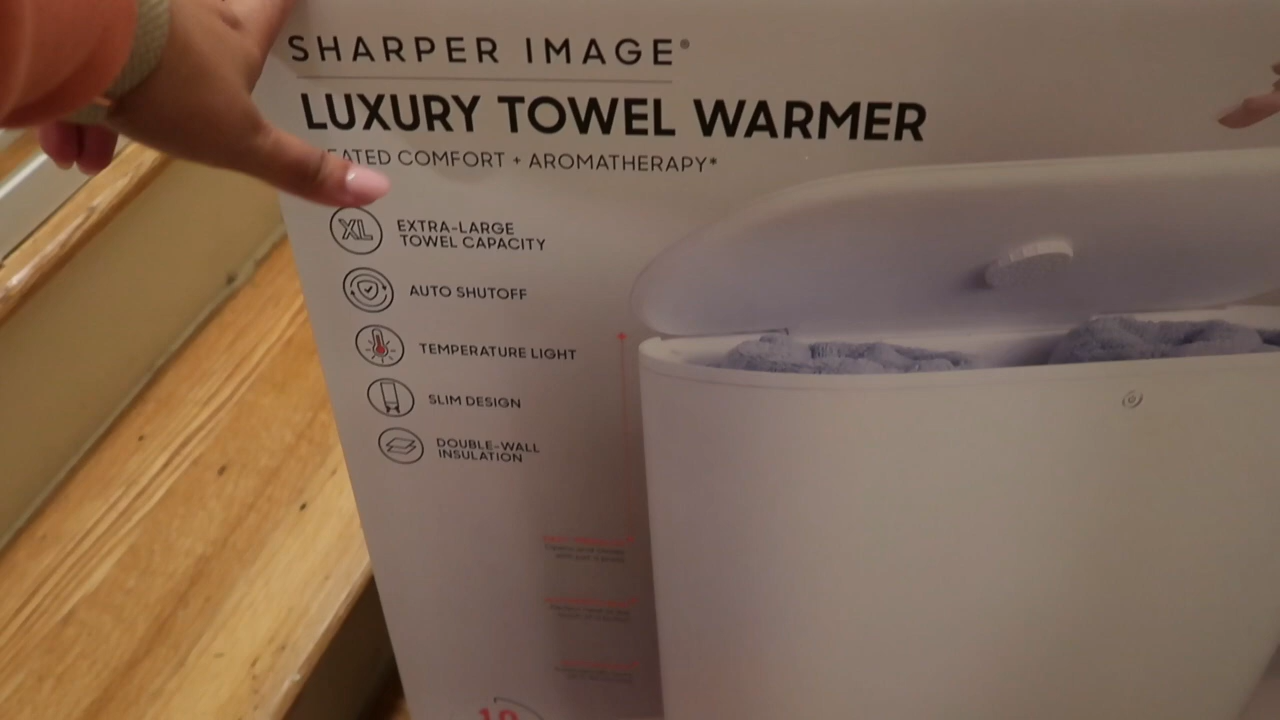 SHARPER IMAGE®
LUXURY TOWEL WARMER
EATED COMFORT + AROMATHERAPY*
XL
EXTRA-LARGE
TOWEL CAPACITY
AUTO SHUTOFF
TEMPERATURE LIGHT
SLIM DESIGN
DOUBLE-WALL
INSULATION
10